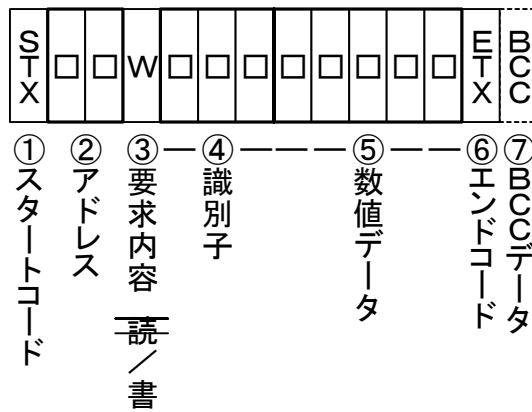 STX □ □ W □ □ □ □ □ □ □ □ ETX BCC
① ② ③ ④ ⑤ ⑥ ⑦
スタートコード
アドレス
要求内容 読／書
識別子
数値データ
エンドコード
BCCデータ